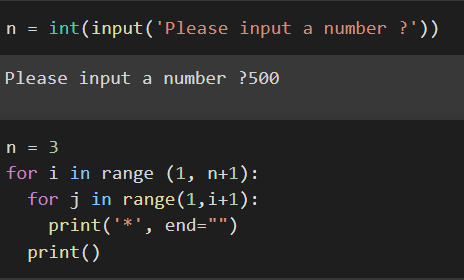 n = int(input('Please input a number ?'))
Please input a number ?500
n = 3
for i in range (1, n+1):
  for j in range(1,i+1):
    print('*', end="")
  print()